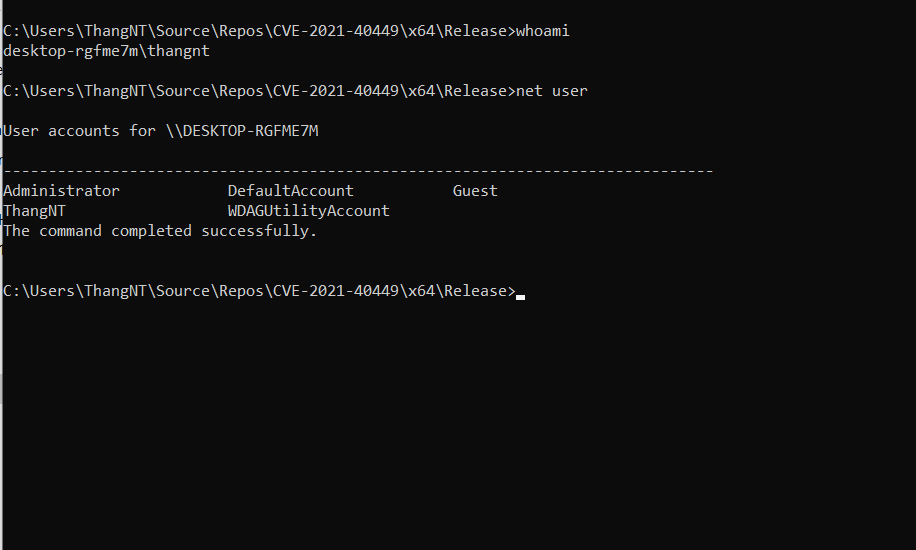 C:\Users\ThangNT\Source\Repos\CVE-2021-40449\x64\Release>whoami
desktop-rgfme7m\thangnt
C:\Users\ThangNT\Source\Repos\CVE-2021-40449\x64\Release>net user
User accounts for \\DESKTOP-RGFME7M
-------------------------------------------------------------------------------
Administrator            DefaultAccount           Guest
ThangNT                  WDAGUtilityAccount
The command completed successfully.
C:\Users\ThangNT\Source\Repos\CVE-2021-40449\x64\Release>